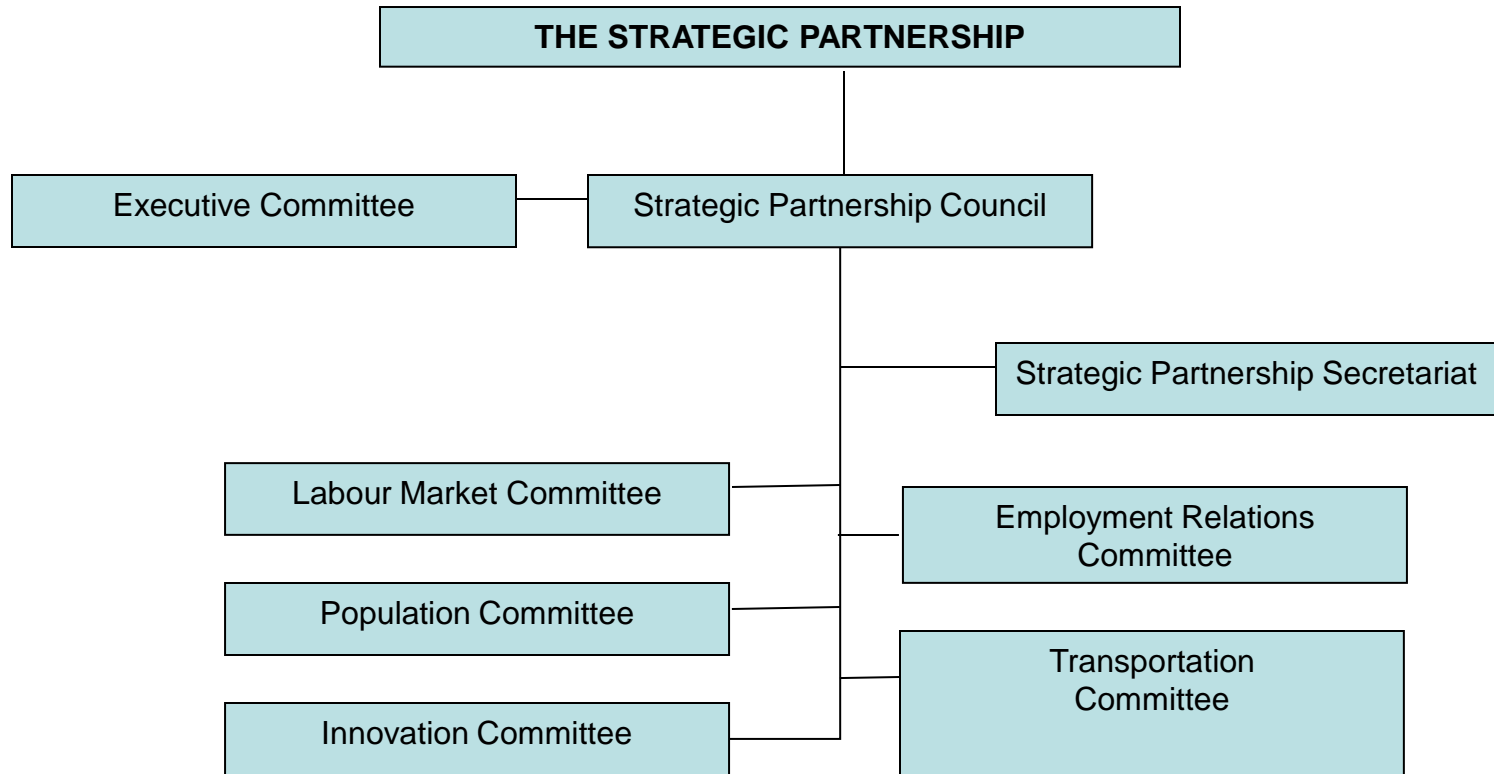 THE STRATEGIC PARTNERSHIP
Executive Committee
Strategic Partnership Council
Strategic Partnership Secretariat
Labour Market Committee
Employment Relations
Committee
Population Committee
Transportation
Committee
Innovation Committee